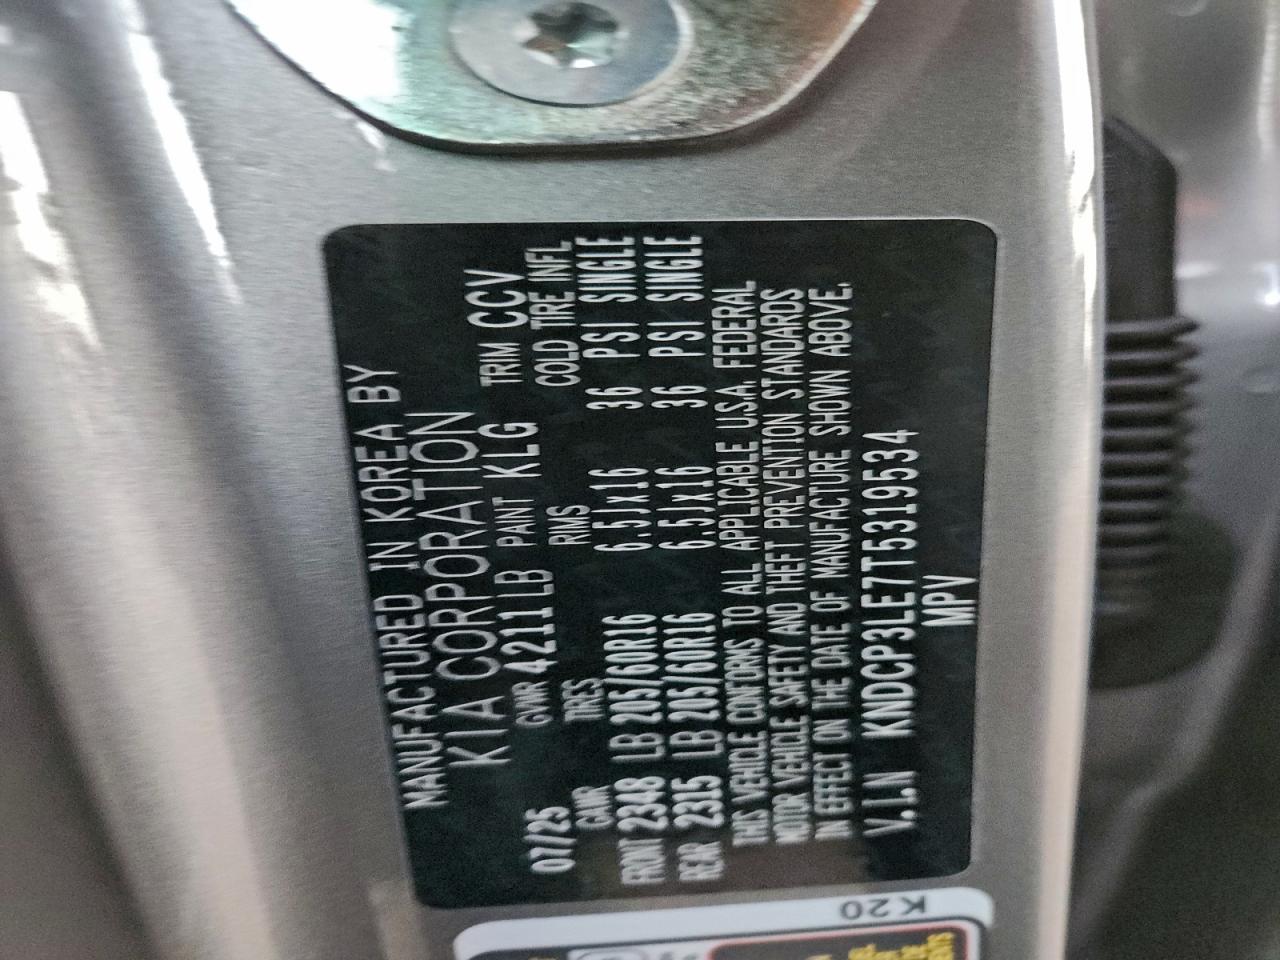 MANUFACTURED IN KOREA BY
KIA CORPORATION
07/25 GVWR 4211LB PAINT KLG TRIM CCV
GAWR TIRES RIMS COLD TIRE INFL
FRONT 2348 LB 205/60R16 6.5Jx16 36 PSI SINGLE
REAR 2315 LB 205/60R16 6.5Jx16 36 PSI SINGLE
THIS VEHICLE CONFORMS TO ALL APPLICABLE U.S.A. FEDERAL
MOTOR VEHICLE SAFETY AND THEFT PREVENTION STANDARDS
IN EFFECT ON THE DATE OF MANUFACTURE SHOWN ABOVE.
V.I.N KNDCP3LE7T5319534
MPV
K20